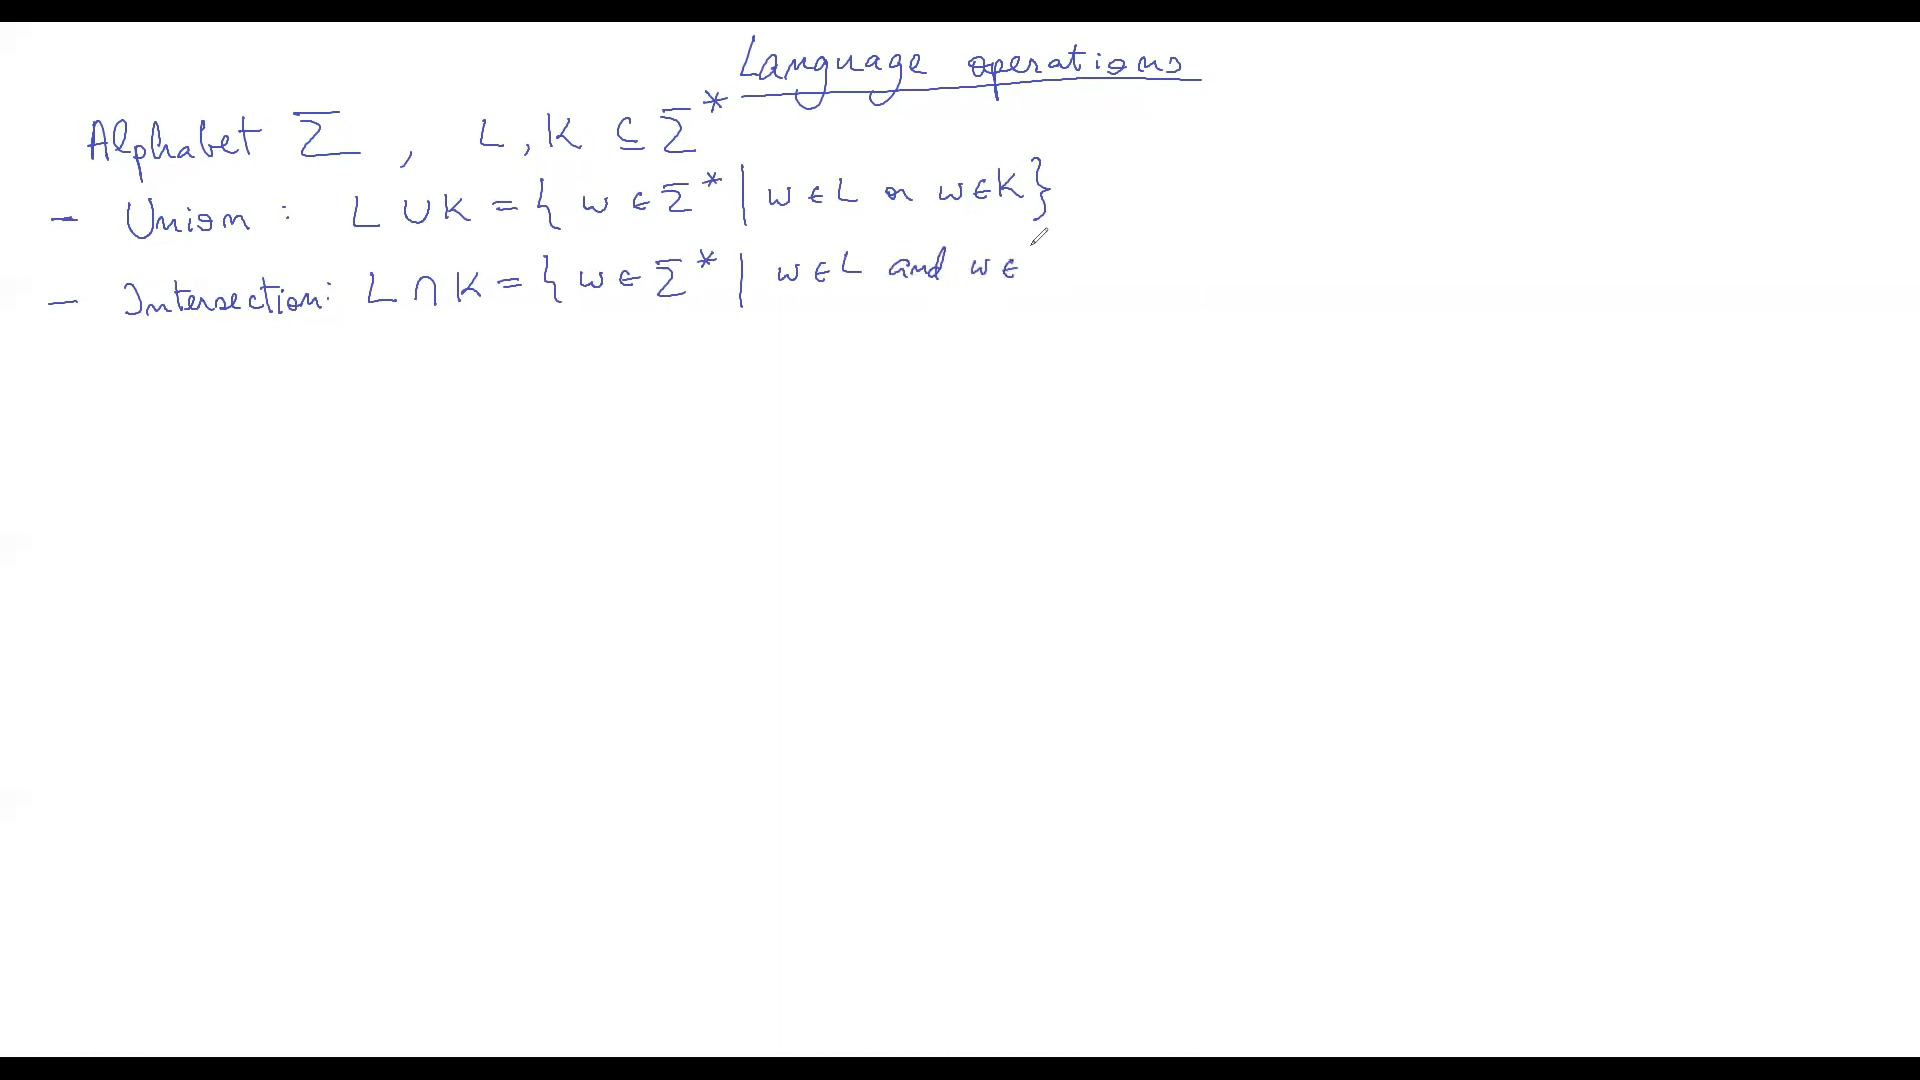 Language operations
Alphabet Σ , L, K ⊆ Σ*
- Union : L ∪ K = { w ∈ Σ* | w ∈ L or w ∈ K }
- Intersection: L ∩ K = { w ∈ Σ* | w ∈ L and w ∈